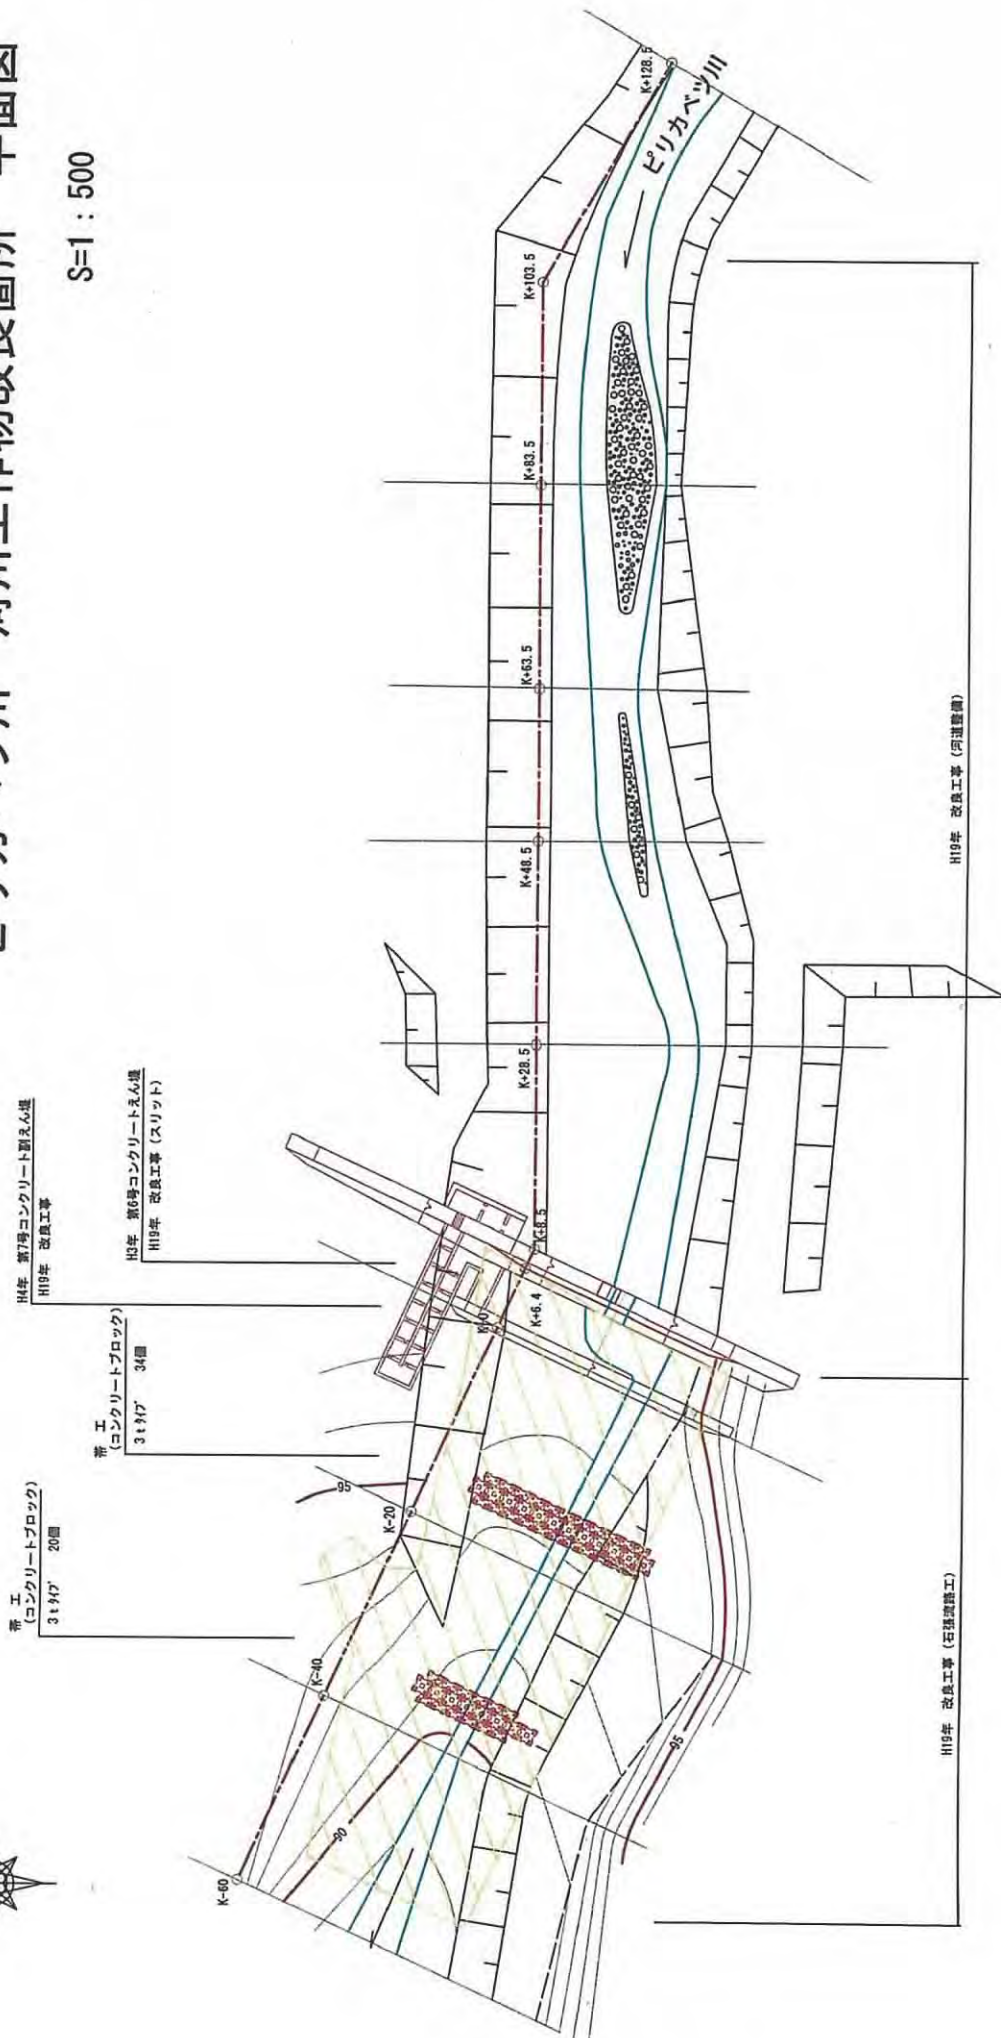 S=1：500
ピリカベツ川
K+128.5
K+103.5
K+83.5
K+63.5
K+48.5
K+28.5
K+8.5
K+6.4
K±0
K-20
K-40
K-60
95
90
95
H4年 第7号コンクリート副えん堤
H19年 改良工事
H3年 第6号コンクリートえん堤
H19年 改良工事（スリット）
帯 工
（コンクリートブロック）
3ｔタイプ 34個
帯 工
（コンクリートブロック）
3ｔタイプ 20個
H19年 改良工事（河道整備）
H19年 改良工事（石張流路工）